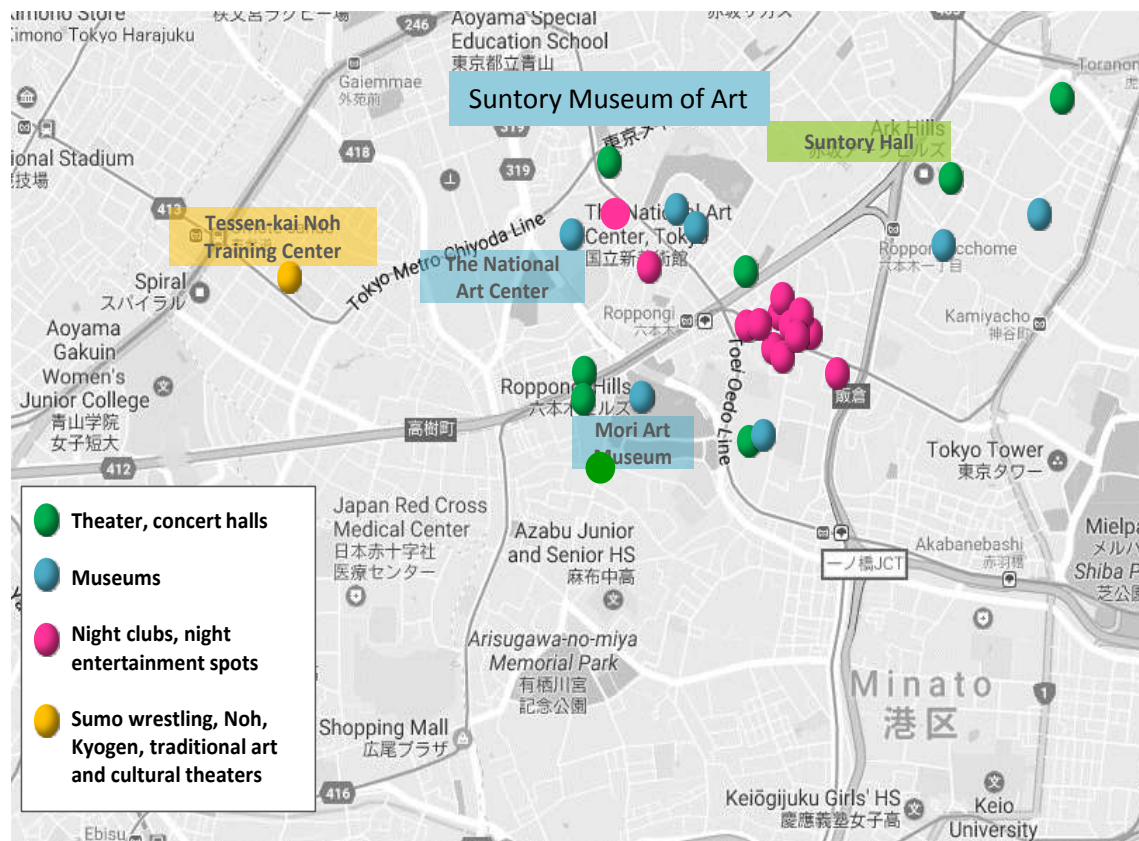 Kimono Store
Kimono Tokyo Harajuku
246
Aoyama Special
Education School
東京都立青山
Gaiemmae
外苑前
Toranom
虎
Suntory Museum of Art
Suntory Hall
Ark Hills
319
418
319
413
ional Stadium
技場
Tessen-kai Noh
Training Center
Tokyo Metro Chiyoda Line
The National Art
Center, Tokyo
国立新美術館
The National
Art Center
Spiral
スパイラル
Roppongi
六本木
六本木一丁目
Kamiyacho
神谷町
Aoyama
Gakuin
Women's
Junior College
青山学院
女子短大
Toei Oedo Line
Roppongi Hills
六本木ヒルズ
飯倉
高樹町
412
Mori Art
Museum
Tokyo Tower
東京タワー
Theater, concert halls
Museums
Night clubs, night
entertainment spots
Sumo wrestling, Noh,
Kyogen, traditional art
and cultural theaters
Japan Red Cross
Medical Center
日本赤十字社
医療センター
Azabu Junior
and Senior HS
麻布中高
Akabanebashi
赤羽橋
一ノ橋JCT
Mielpa
メルパ
Shiba P
芝公園
Arisugawa-no-miya
Memorial Park
有栖川宮
記念公園
Minato
港区
1
Shopping Mall
広尾プラザ
416
Keiōgijuku Girls' HS
慶應義塾女子高
Keio
University
Ebisu